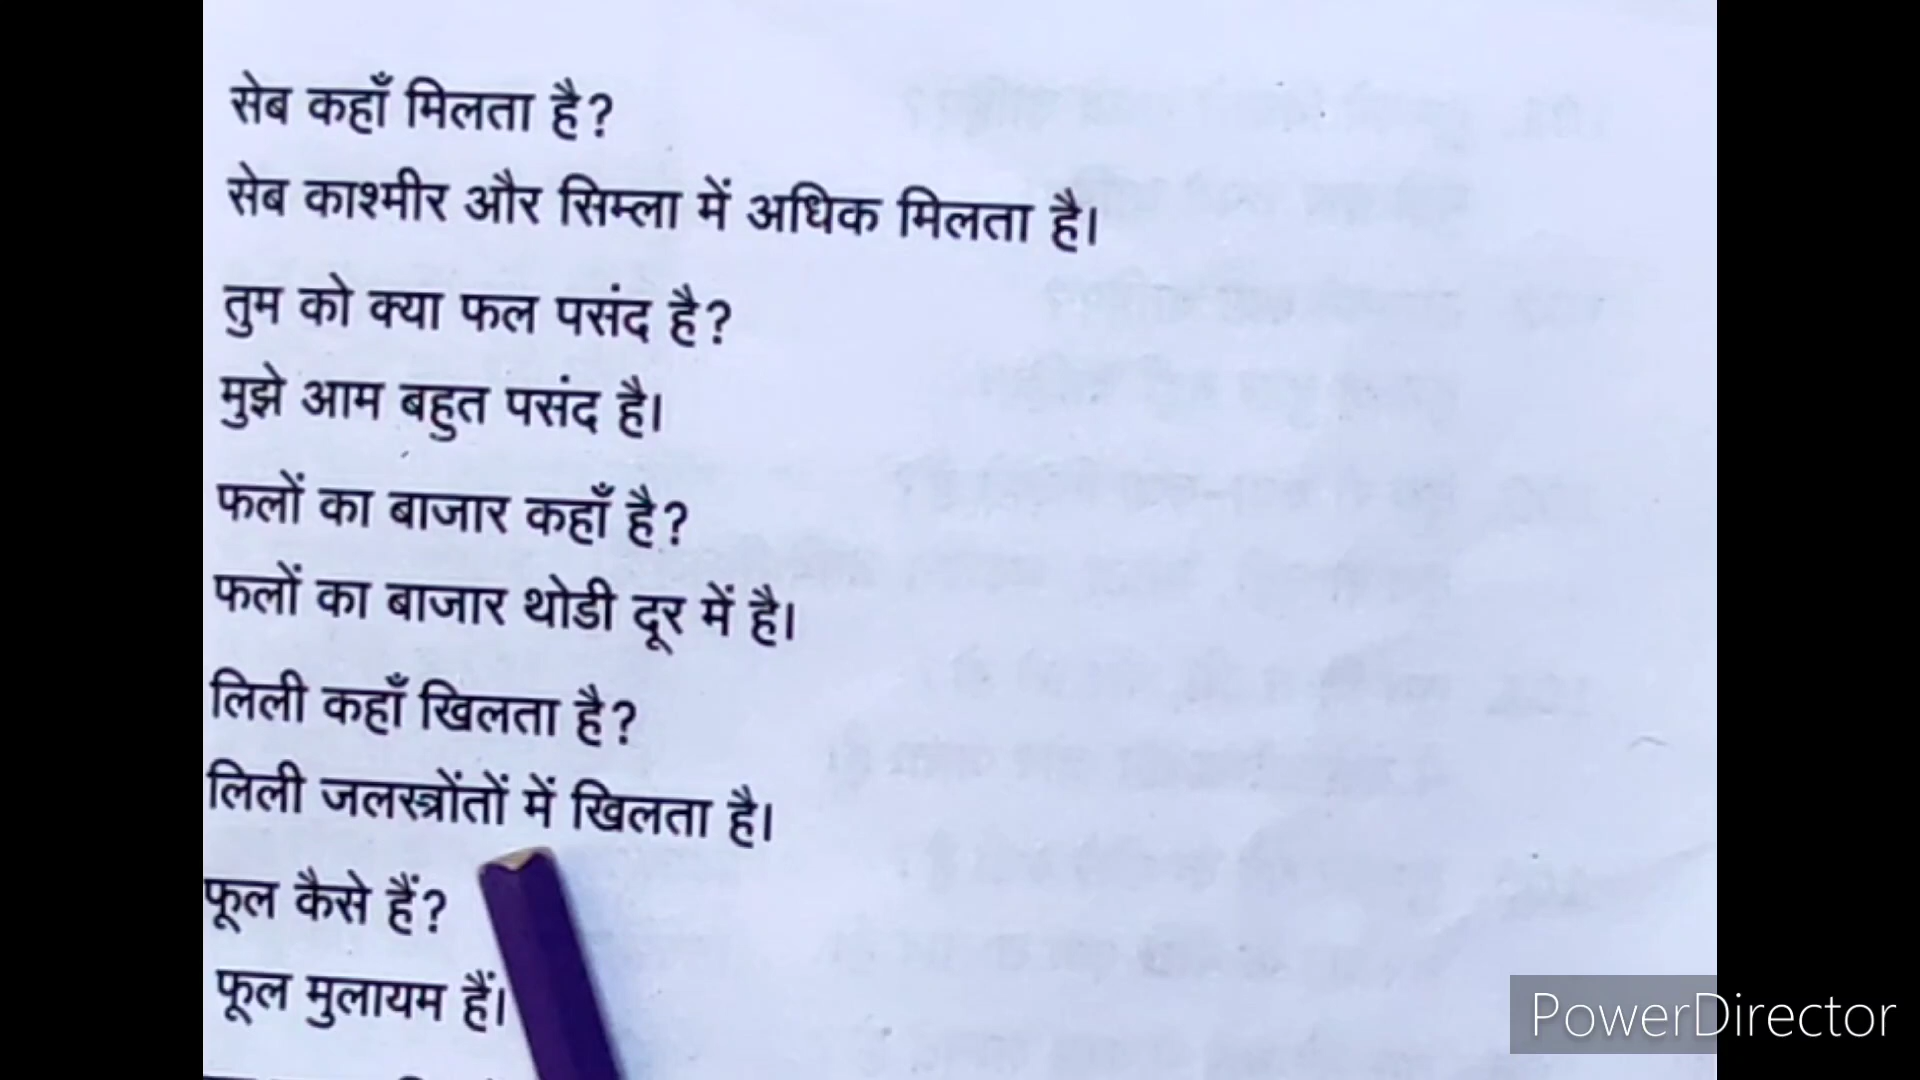 सेब कहाँ मिलता है?
सेब काश्मीर और सिम्ला में अधिक मिलता है।
तुम को क्या फल पसंद है?
मुझे आम बहुत पसंद है।
फलों का बाजार कहाँ है?
फलों का बाजार थोडी दूर में है।
लिली कहाँ खिलता है?
लिली जलस्त्रोंतों में खिलता है।
फूल कैसे हैं?
फूल मुलायम हैं।
PowerDirector